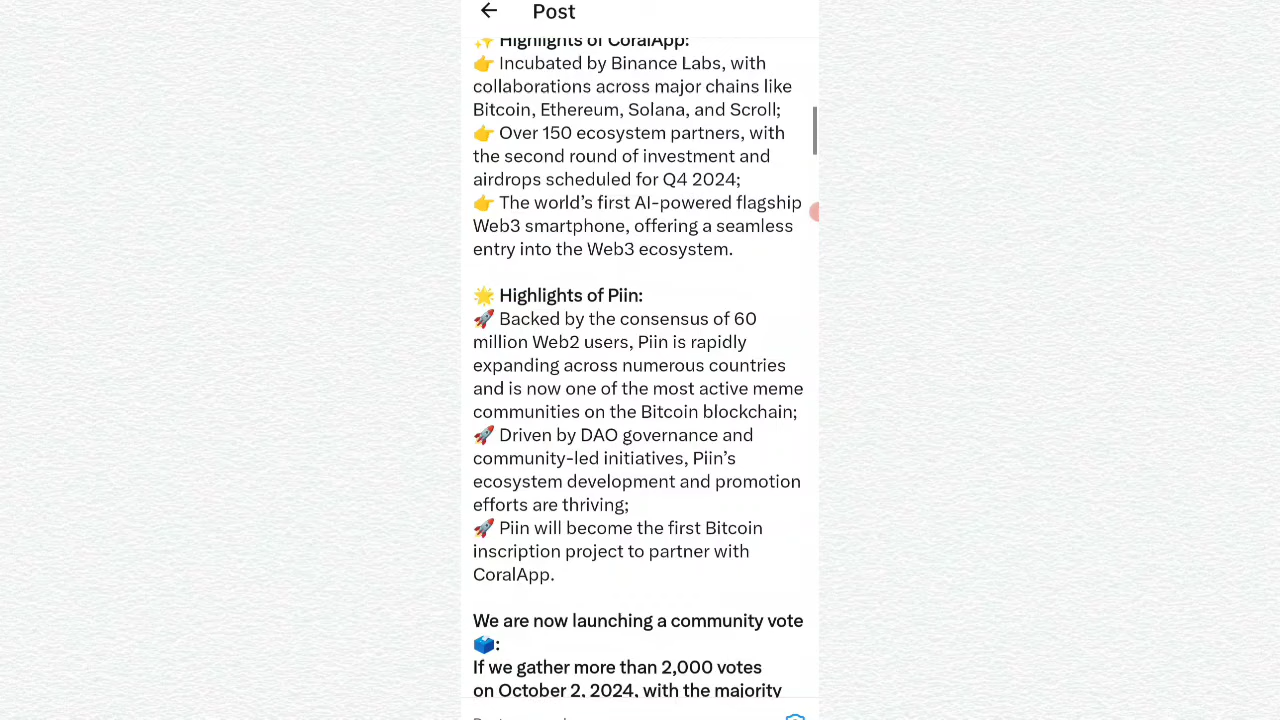 Post
✨ Highlights of CoralApp:
👉 Incubated by Binance Labs, with
collaborations across major chains like
Bitcoin, Ethereum, Solana, and Scroll;
👉 Over 150 ecosystem partners, with
the second round of investment and
airdrops scheduled for Q4 2024;
👉 The world’s first AI-powered flagship
Web3 smartphone, offering a seamless
entry into the Web3 ecosystem.
🌟 Highlights of Piin:
🚀 Backed by the consensus of 60
million Web2 users, Piin is rapidly
expanding across numerous countries
and is now one of the most active meme
communities on the Bitcoin blockchain;
🚀 Driven by DAO governance and
community-led initiatives, Piin’s
ecosystem development and promotion
efforts are thriving;
🚀 Piin will become the first Bitcoin
inscription project to partner with
CoralApp.
We are now launching a community vote
🗳:
If we gather more than 2,000 votes
on October 2, 2024, with the majority